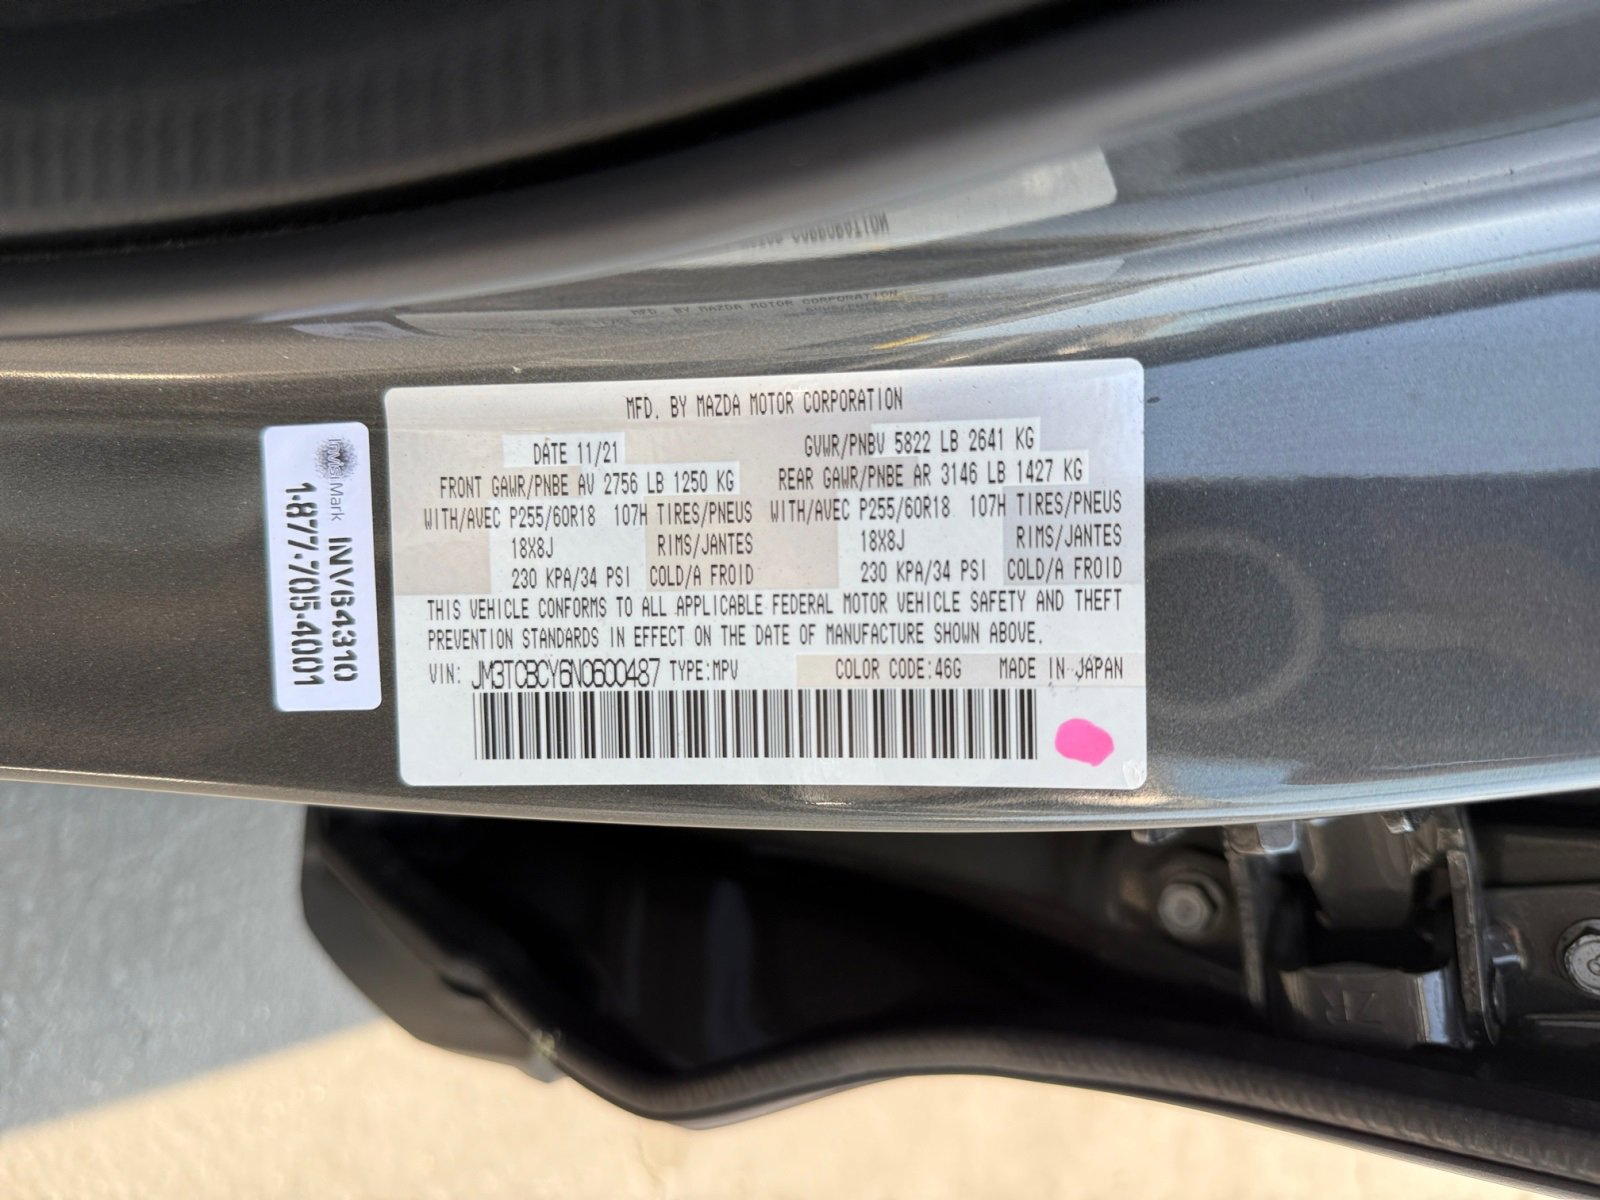 MFD. BY MAZDA MOTOR CORPORATION
DATE 11/21
GVWR/PNBV 5822 LB 2641 KG
FRONT GAWR/PNBE AV 2756 LB 1250 KG
REAR GAWR/PNBE AR 3146 LB 1427 KG
WITH/AVEC P255/60R18 107H TIRES/PNEUS
WITH/AVEC P255/60R18 107H TIRES/PNEUS
18X8J RIMS/JANTES
18X8J RIMS/JANTES
230 KPA/34 PSI COLD/A FROID
230 KPA/34 PSI COLD/A FROID
THIS VEHICLE CONFORMS TO ALL APPLICABLE FEDERAL MOTOR VEHICLE SAFETY AND THEFT
PREVENTION STANDARDS IN EFFECT ON THE DATE OF MANUFACTURE SHOWN ABOVE.
VIN: JM3TCBCY6N0600487 TYPE:MPV COLOR CODE:46G MADE IN JAPAN
InVisiMark INV64310
1·877·705·4001
MFD. BY MAZDA MOTOR CORPORATION
CORPORATION
ZR